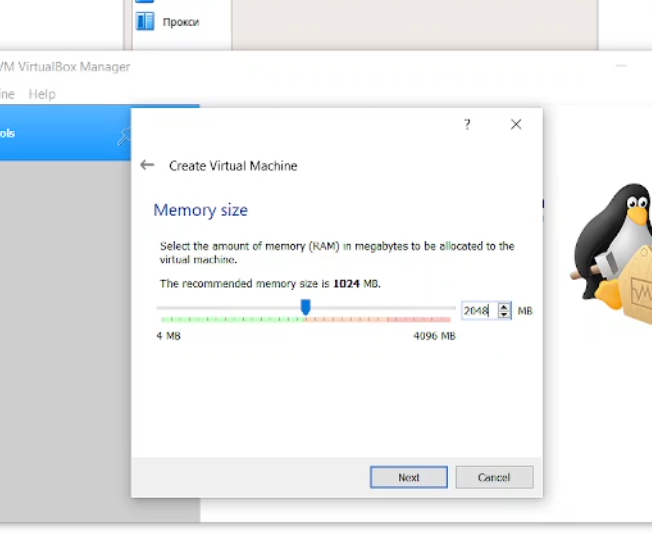 Прокси
VM VirtualBox Manager
ine Help
ols
?
Create Virtual Machine
Memory size
Select the amount of memory (RAM) in megabytes to be allocated to the
virtual machine.
The recommended memory size is 1024 MB.
2048 MB
4 MB 4096 MB
Next Cancel